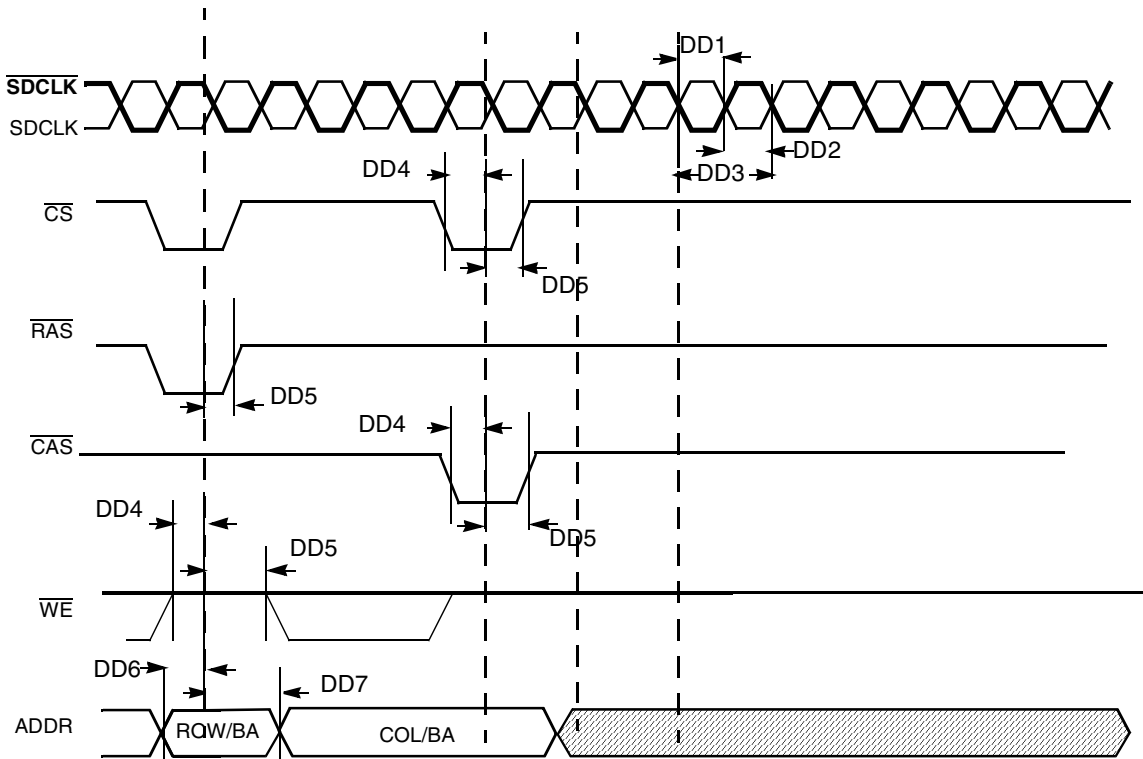 DD1
SDCLK
SDCLK
DD2
DD3
DD4
CS
DD5
RAS
DD5
DD4
CAS
DD4
DD5
DD5
WE
DD6
DD7
ADDR
ROW/BA
COL/BA